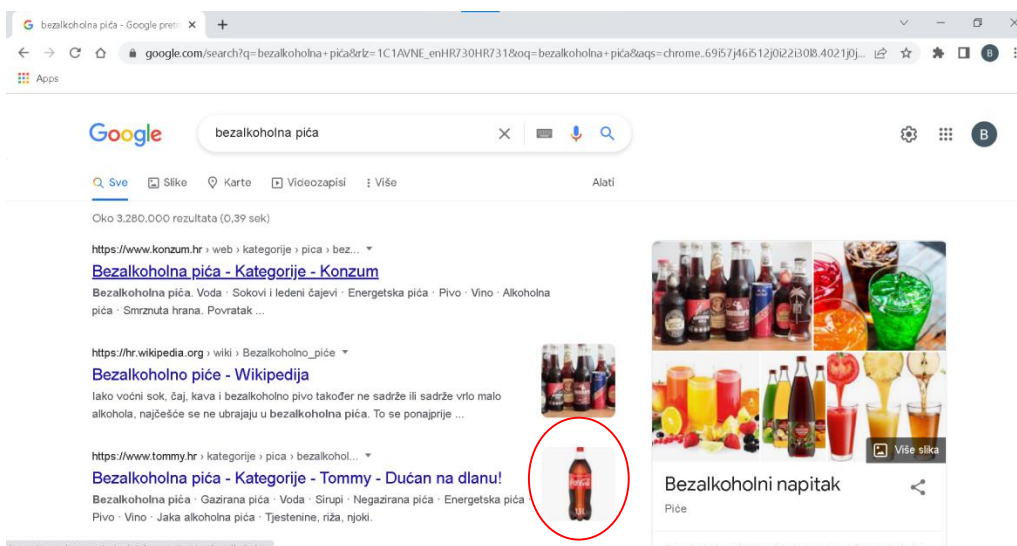 bezalkoholna pića - Google pretr
google.com/search?q=bezalkoholna+pića&rlz=1C1AVNE_enHR730HR731&oq=bezalkoholna+pića&aqs=chrome..69i57j46i512j0i22i30l8.4021j0j...
B
Apps
Google
bezalkoholna pića
B
Sve Slike Karte Videozapisi Više Alati
Oko 3.280.000 rezultata (0,39 sek)
https://www.konzum.hr › web › kategorije › pica › bez...
Bezalkoholna pića - Kategorije - Konzum
Bezalkoholna pića. Voda · Sokovi i ledeni čajevi · Energetska pića · Pivo · Vino · Alkoholna
pića · Smrznuta hrana. Povratak ...
https://hr.wikipedia.org › wiki › Bezalkoholno_piće
Bezalkoholno piće - Wikipedija
Iako voćni sok, čaj, kava i bezalkoholno pivo također ne sadrže ili sadrže vrlo malo
alkohola, najčešće se ne ubrajaju u bezalkoholna pića. To se ponajprije ...
https://www.tommy.hr › kategorije › pica › bezalkohol...
Bezalkoholna pića - Kategorije - Tommy - Dućan na dlanu!
Bezalkoholna pića · Gazirana pića · Voda · Sirupi · Negazirana pića · Energetska pića ·
Pivo · Vino · Jaka alkoholna pića · Tjestenine, riža, njoki.
Coca-Cola
1.5L
Više slika
Bezalkoholni napitak
Piće